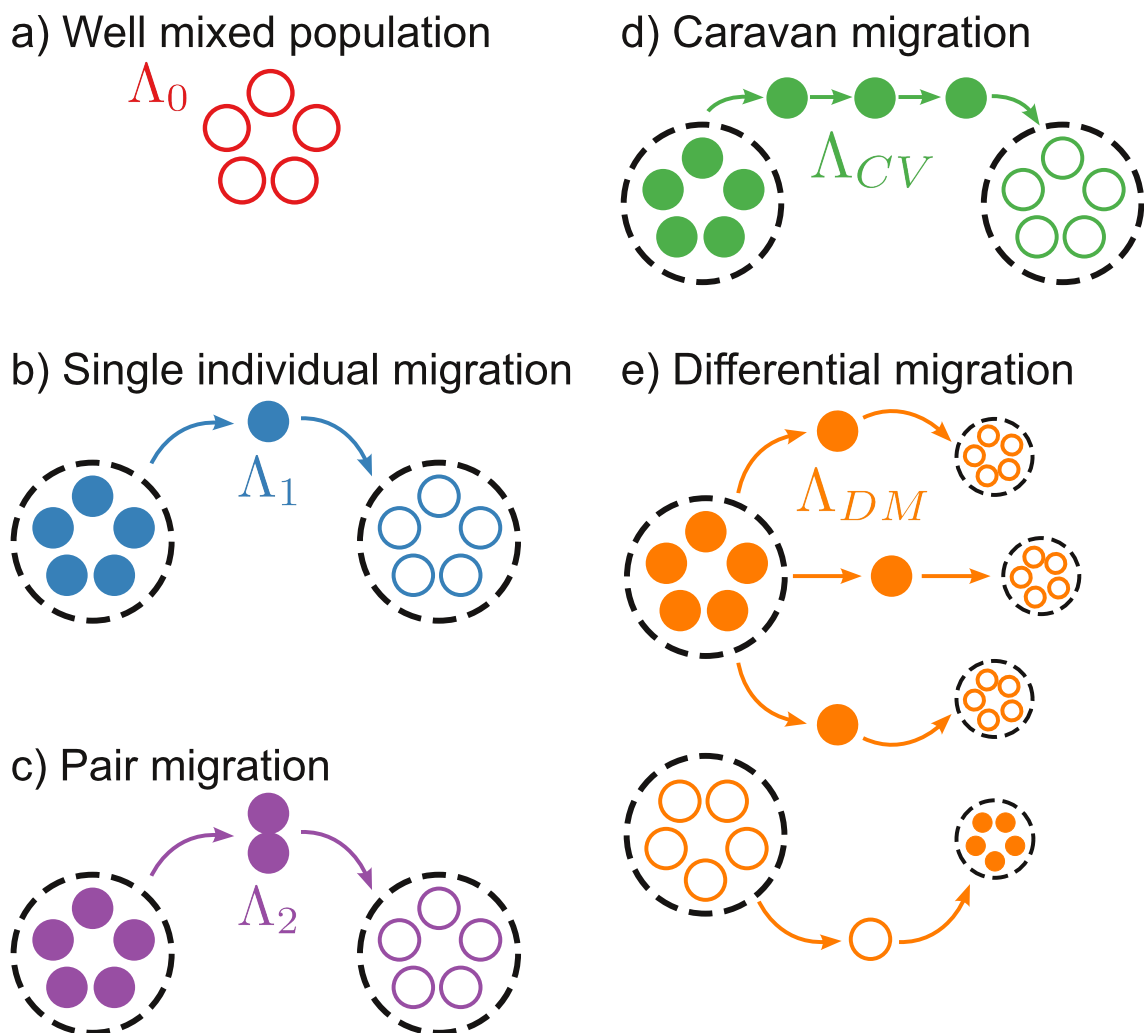 a) Well mixed population
Λ0
b) Single individual migration
Λ1
c) Pair migration
Λ2
d) Caravan migration
ΛCV
e) Differential migration
ΛDM